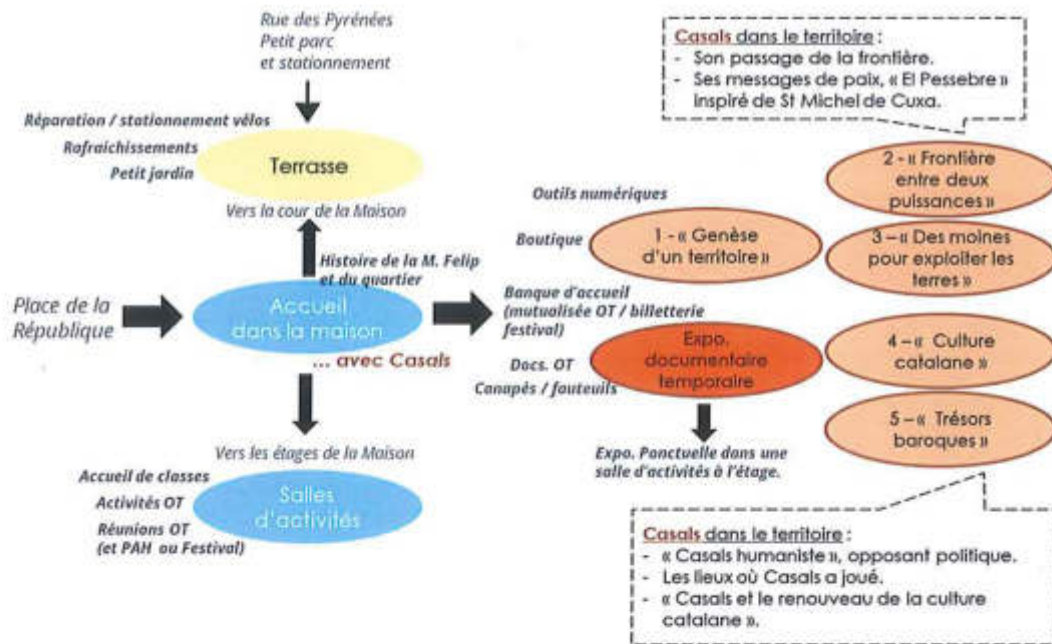 Rue des Pyrénées
Petit parc
et stationnement
Réparation / stationnement vélos
Rafraichissements
Petit jardin
Terrasse
Vers la cour de la Maison
Histoire de la M. Felip
et du quartier
Place de la
République
Accueil
dans la maison
... avec Casals
Vers les étages de la Maison
Accueil de classes
Activités OT
Réunions OT
(et PAH ou Festival)
Salles
d'activités
Outils numériques
Boutique
1 - « Genèse
d'un territoire »
Banque d'accueil
(mutualisée OT / billetterie
festival)
Docs. OT
Canapés / fauteuils
Expo.
documentaire
temporaire
Expo. Ponctuelle dans une
salle d'activités à l'étage.
Casals dans le territoire :
- Son passage de la frontière.
- Ses messages de paix, « El Pessebre »
inspiré de St Michel de Cuxa.
2 - « Frontière
entre deux
puissances »
3 – « Des moines
pour exploiter les
terres »
4 – « Culture
catalane »
5 – « Trésors
baroques »
Casals dans le territoire :
- « Casals humaniste », opposant politique.
- Les lieux où Casals a joué.
- « Casals et le renouveau de la culture
catalane ».